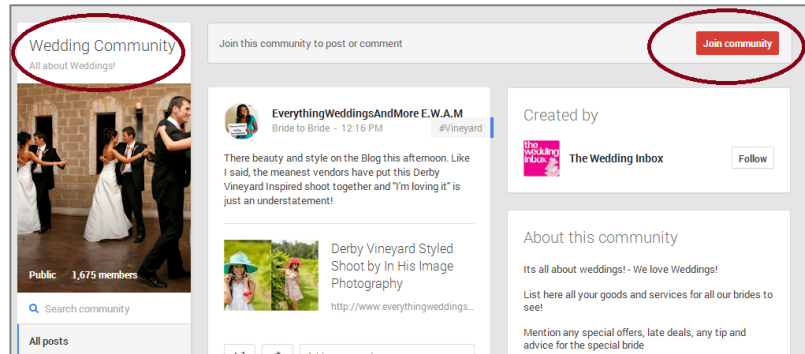 Wedding Community
All about Weddings!
Public 1,675 members
Search community
All posts
Join this community to post or comment
Join community
EverythingWeddingsAndMore E.W.A.M
Bride to Bride - 12:16 PM
#Vineyard
There beauty and style on the Blog this afternoon. Like
I said, the meanest vendors have put this Derby
Vineyard Inspired shoot together and "I'm loving it" is
just an understatement!
Derby Vineyard Styled
Shoot by In His Image
Photography
http://www.everythingweddings...
Created by
the
wedding
inbox
The Wedding Inbox
Follow
About this community
Its all about weddings! - We love Weddings!
List here all your goods and services for all our brides to
see!
Mention any special offers, late deals, any tip and
advice for the special bride